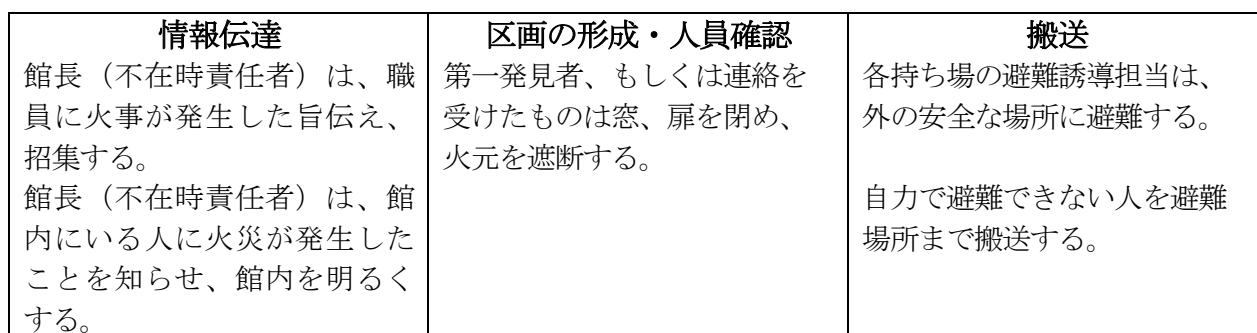 情報伝達
館長（不在時責任者）は、職
員に火事が発生した旨伝え、
招集する。
館長（不在時責任者）は、館
内にいる人に火災が発生した
ことを知らせ、館内を明るく
する。
区画の形成・人員確認
第一発見者、もしくは連絡を
受けたものは窓、扉を閉め、
火元を遮断する。
搬送
各持ち場の避難誘導担当は、
外の安全な場所に避難する。
自力で避難できない人を避難
場所まで搬送する。